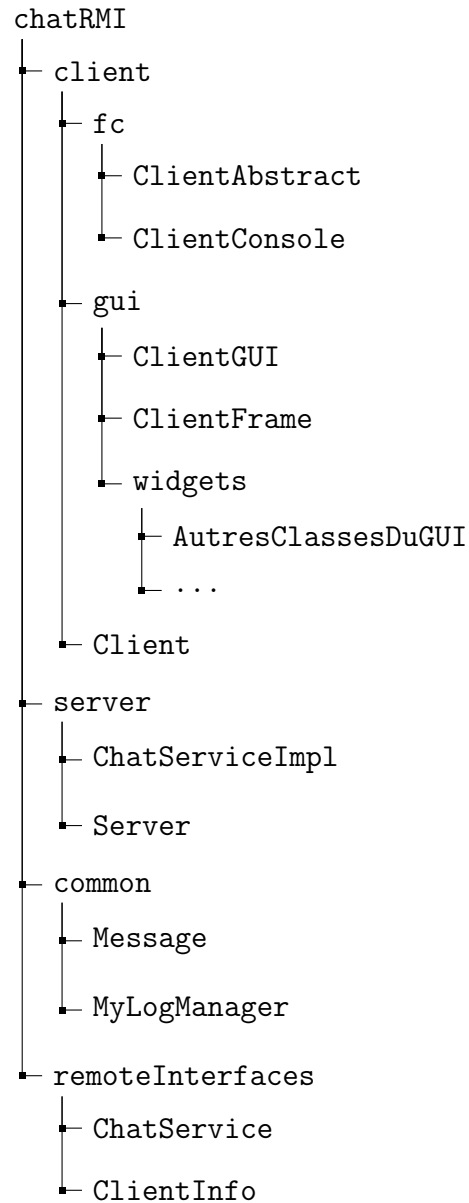 chatRMI
client
fc
ClientAbstract
ClientConsole
gui
ClientGUI
ClientFrame
widgets
AutresClassesDuGUI
...
Client
server
ChatServiceImpl
Server
common
Message
MyLogManager
remoteInterfaces
ChatService
ClientInfo